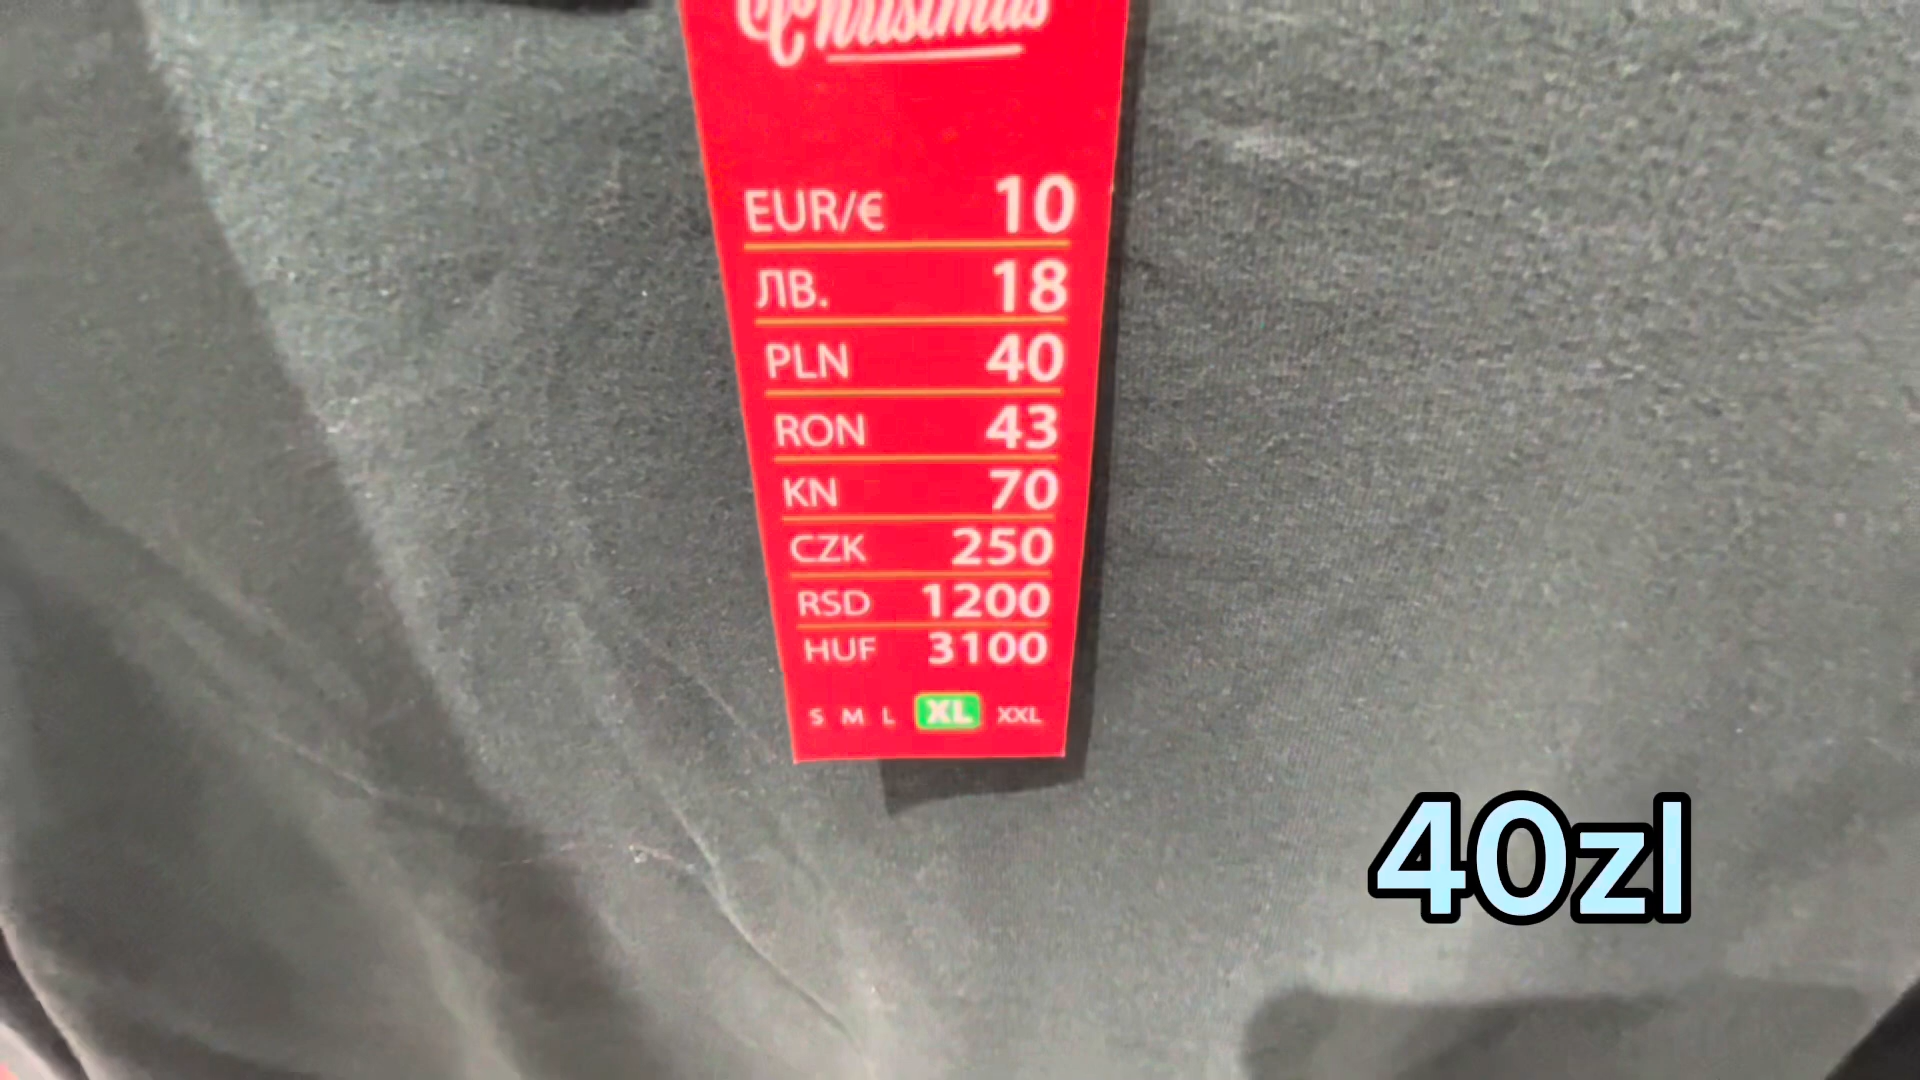 Christmas
EUR/€ 10
ЛВ. 18
PLN 40
RON 43
KN 70
CZK 250
RSD 1200
HUF 3100
S M L XL XXL
40zl